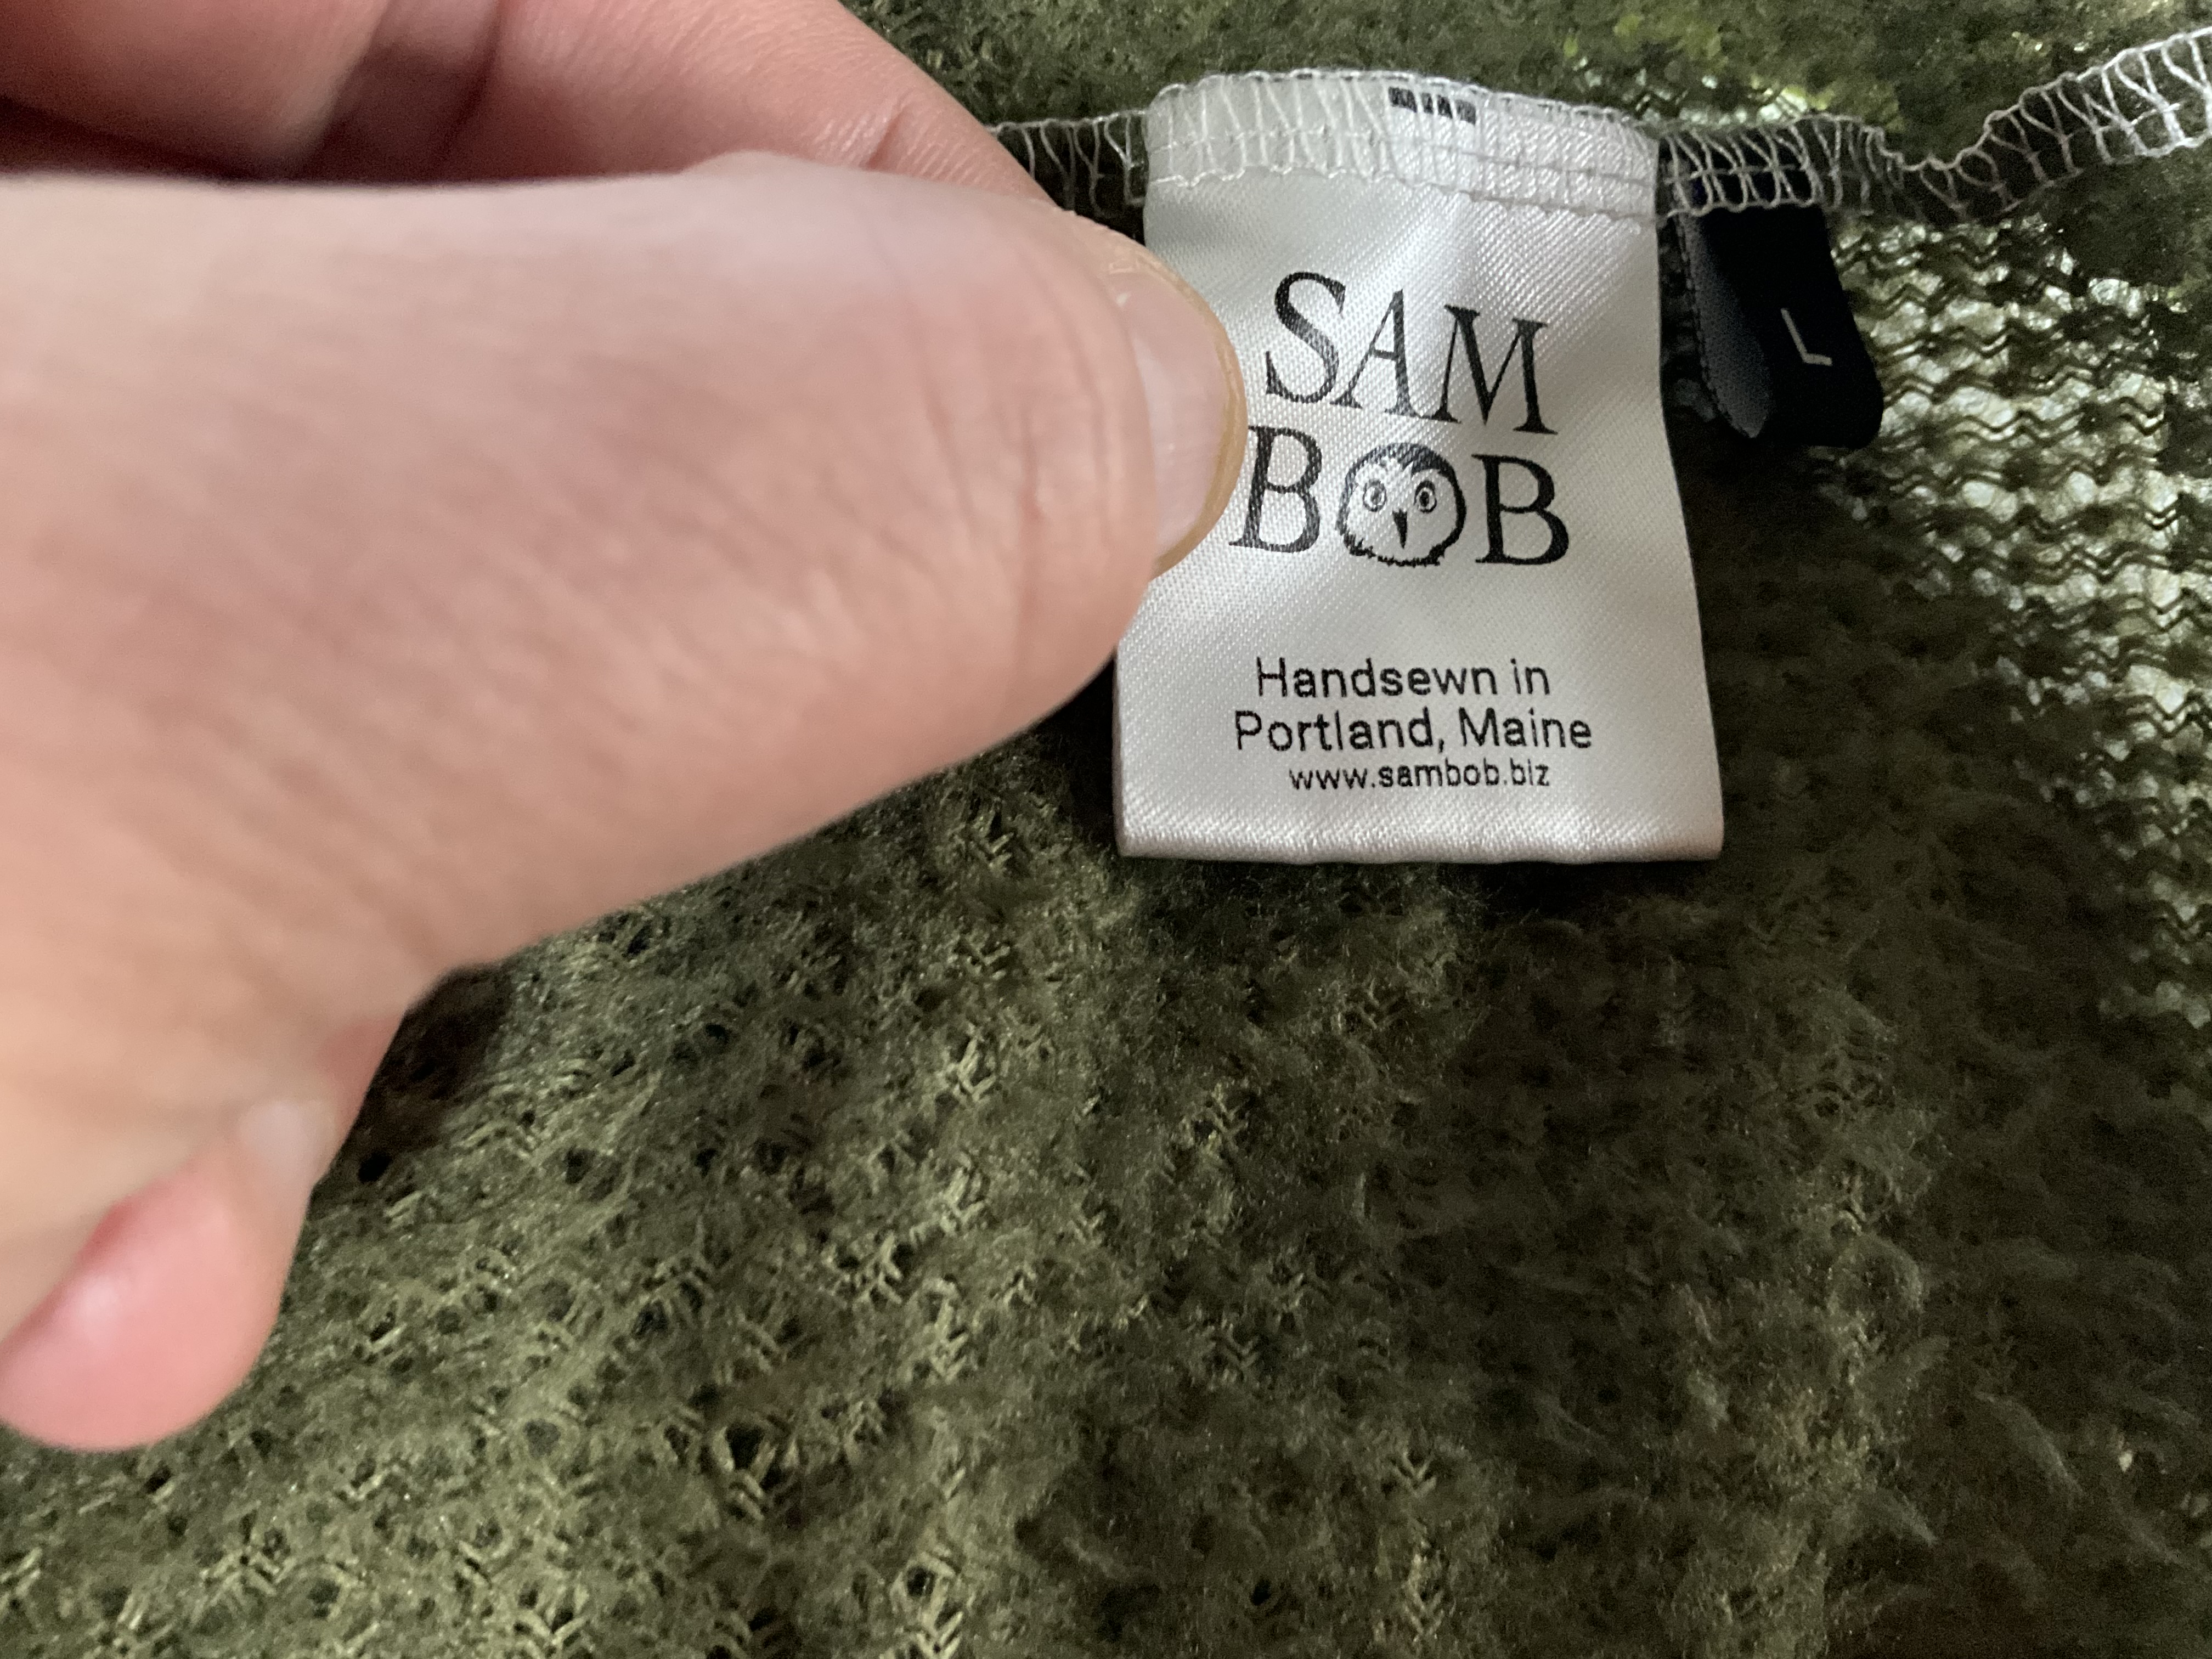 SAM
BOB
Handsewn in
Portland, Maine
www.sambob.biz
L